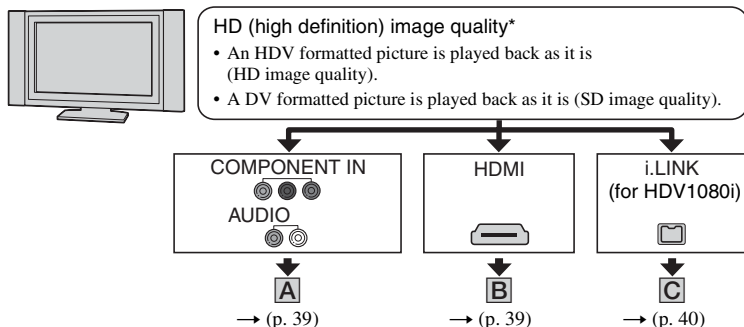 HD (high definition) image quality*
• An HDV formatted picture is played back as it is
(HD image quality).
• A DV formatted picture is played back as it is (SD image quality).
COMPONENT IN
AUDIO
HDMI
i.LINK
(for HDV1080i)
A
B
C
→ (p. 39)
→ (p. 39)
→ (p. 40)